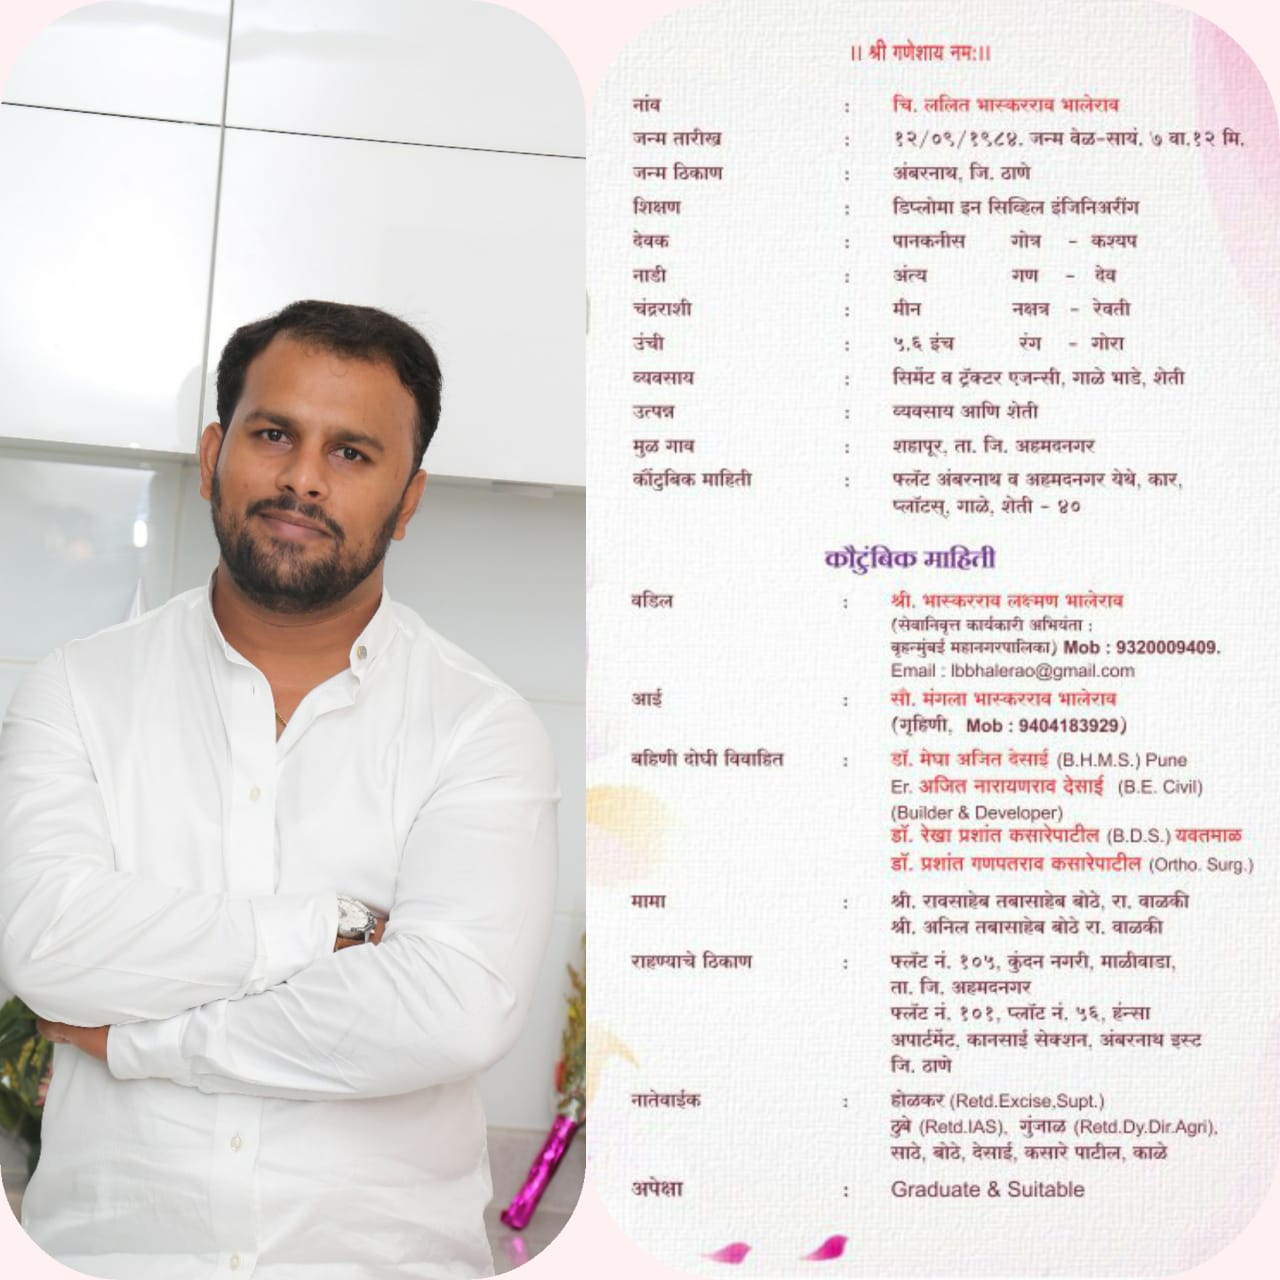 ॥ श्री गणेशाय नम:॥
नांव : चि. ललित भास्करराव भालेराव
जन्म तारीख : १२/०९/१९८४. जन्म वेळ-सायं. ७ वा.१२ मि.
जन्म ठिकाण : अंबरनाथ, जि. ठाणे
शिक्षण : डिप्लोमा इन सिव्हिल इंजिनिअरींग
देवक : पानकनीस गोत्र - कश्यप
नाडी : अंत्य गण - देव
चंद्रराशी : मीन नक्षत्र - रेवती
उंची : ५.६ इंच रंग - गोरा
व्यवसाय : सिमेंट व ट्रॅक्टर एजन्सी, गाळे भाडे, शेती
उत्पन्न : व्यवसाय आणि शेती
मुळ गाव : शहापूर, ता. जि. अहमदनगर
कौंटुबिक माहिती : फ्लॅट अंबरनाथ व अहमदनगर येथे, कार,
प्लॉटस्, गाळे, शेती - ४०
कौटुंबिक माहिती
वडिल : श्री. भास्करराव लक्ष्मण भालेराव
(सेवानिवृत्त कार्यकारी अभियंता :
बृहन्मुंबई महानगरपालिका) Mob : 9320009409.
Email : lbbhalerao@gmail.com
आई : सौ. मंगला भास्करराव भालेराव
(गृहिणी, Mob : 9404183929)
बहिणी दोघी विवाहित : डॉ. मेघा अजित देसाई (B.H.M.S.) Pune
Er. अजित नारायणराव देसाई (B.E. Civil)
(Builder & Developer)
डॉ. रेखा प्रशांत कसारेपाटील (B.D.S.) यवतमाळ
डॉ. प्रशांत गणपतराव कसारेपाटील (Ortho. Surg.)
मामा : श्री. रावसाहेब तबासाहेब बोठे, रा. वाळकी
श्री. अनिल तबासाहेब बोठे रा. वाळकी
राहण्याचे ठिकाण : फ्लॅट नं. १०५, कुंदन नगरी, माळीवाडा,
ता. जि. अहमदनगर
फ्लॅट नं. १०१, प्लॉट नं. ५६, हंन्सा
अपार्टमेंट, कानसाई सेक्शन, अंबरनाथ इस्ट
जि. ठाणे
नातेवाईक : होळकर (Retd.Excise,Supt.)
ठुबे (Retd.IAS), गुंजाळ (Retd.Dy.Dir.Agri),
साठे, बोठे, देसाई, कसारे पाटील, काळे
अपेक्षा : Graduate & Suitable